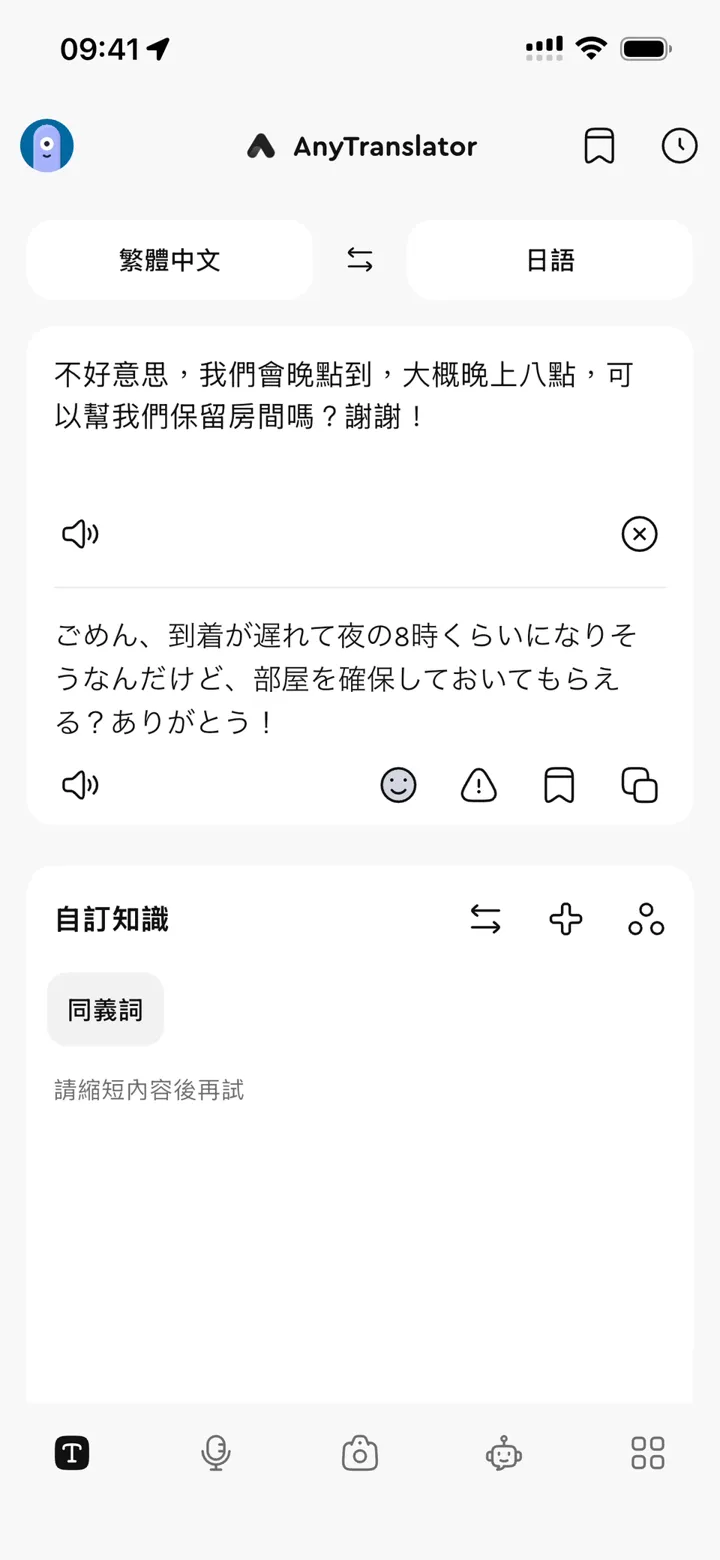 09:41
AnyTranslator
繁體中文
日語
不好意思，我們會晚點到，大概晚上八點，可
以幫我們保留房間嗎？謝謝！
ごめん、到着が遅れて夜の8時くらいになりそ
うなんだけど、部屋を確保しておいてもらえ
る？ありがとう！
自訂知識
同義詞
請縮短內容後再試
T